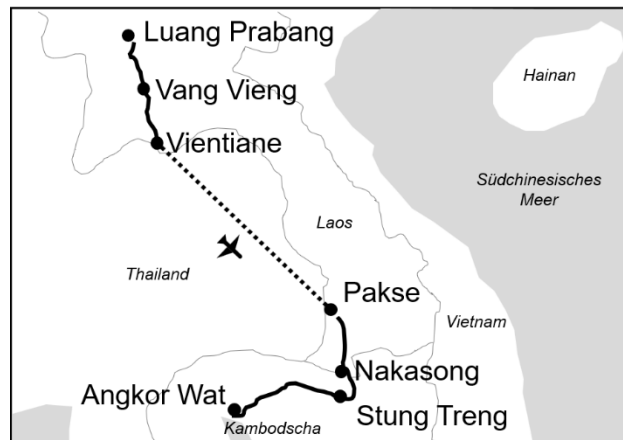 Luang Prabang
Hainan
Vang Vieng
Vientiane
Südchinesisches
Meer
Laos
Thailand
Pakse
Vietnam
Nakasong
Angkor Wat
Stung Treng
Kambodscha